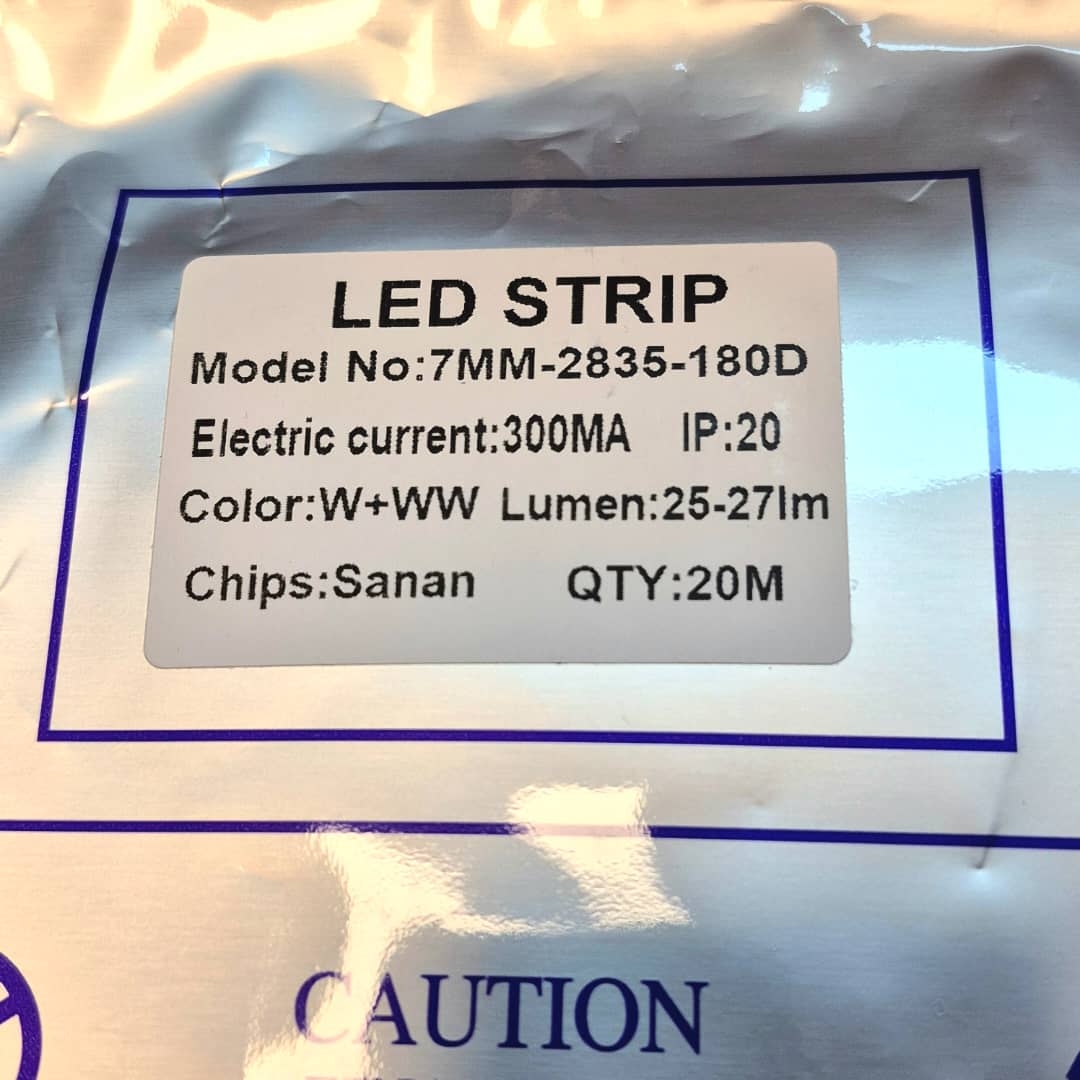 LED STRIP
Model No:7MM-2835-180D
Electric current:300MA IP:20
Color:W+WW Lumen:25-27lm
Chips:Sanan QTY:20M
CAUTION